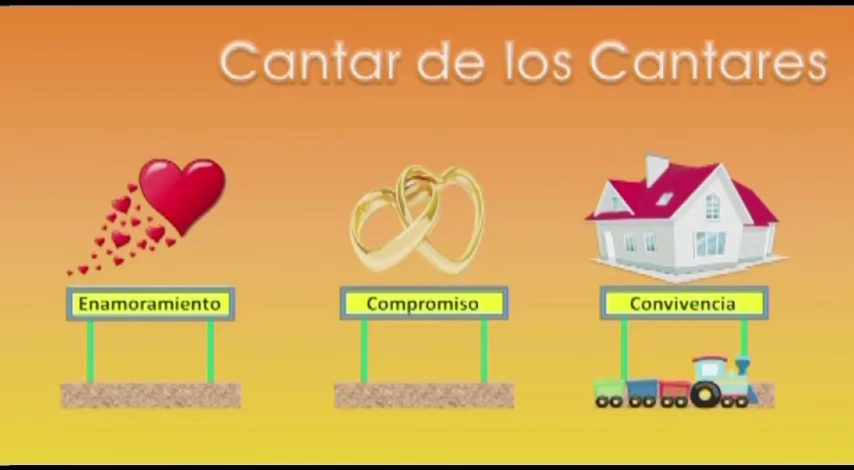 Cantar de los Cantares
Enamoramiento
Compromiso
Convivencia